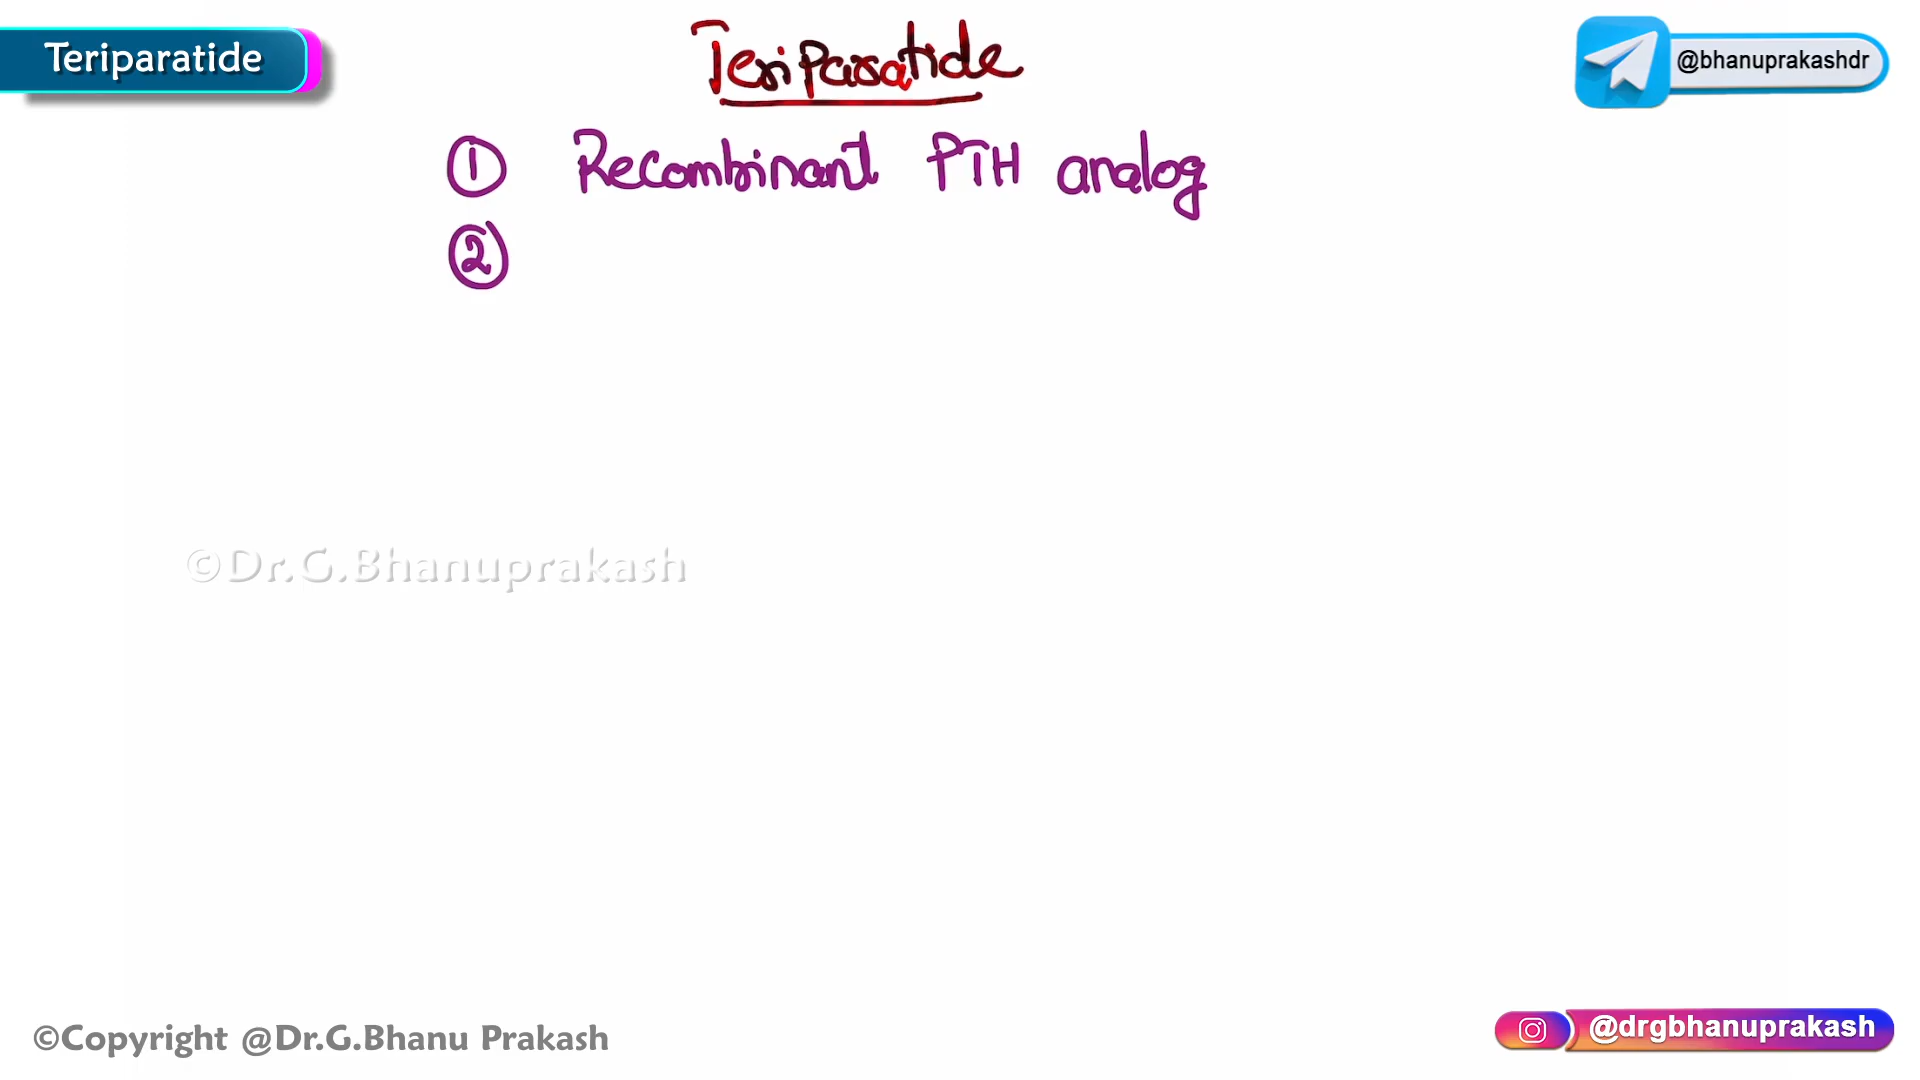 Teriparatide
Teriparatide
@bhanuprakashdr
① Recombinant PTH analog
②
©Dr.G.Bhanuprakash
©Copyright @Dr.G.Bhanu Prakash
@drgbhanuprakash